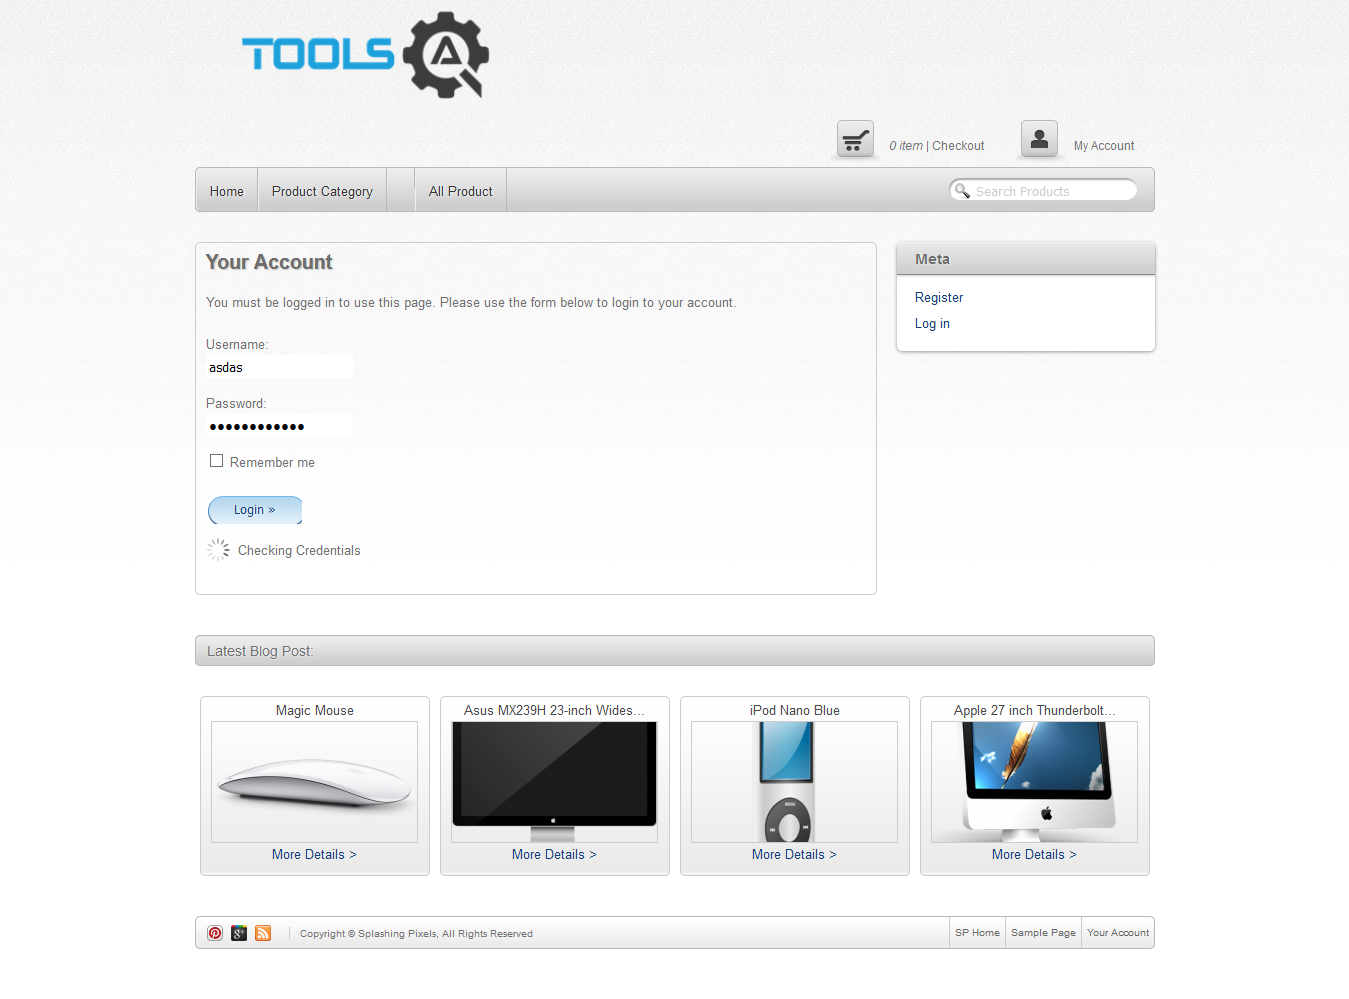 TOOLS QA
0 item | Checkout
My Account
Home
Product Category
All Product
Search Products
Your Account
You must be logged in to use this page. Please use the form below to login to your account.
Username:
asdas
Password:
••••••••••••
Remember me
Login »
Checking Credentials
Meta
Register
Log in
Latest Blog Post:
Magic Mouse
More Details >
Asus MX239H 23-inch Wides...
More Details >
iPod Nano Blue
MENU
More Details >
Apple 27 inch Thunderbolt...
More Details >
g+
Copyright © Splashing Pixels, All Rights Reserved
SP Home
Sample Page
Your Account